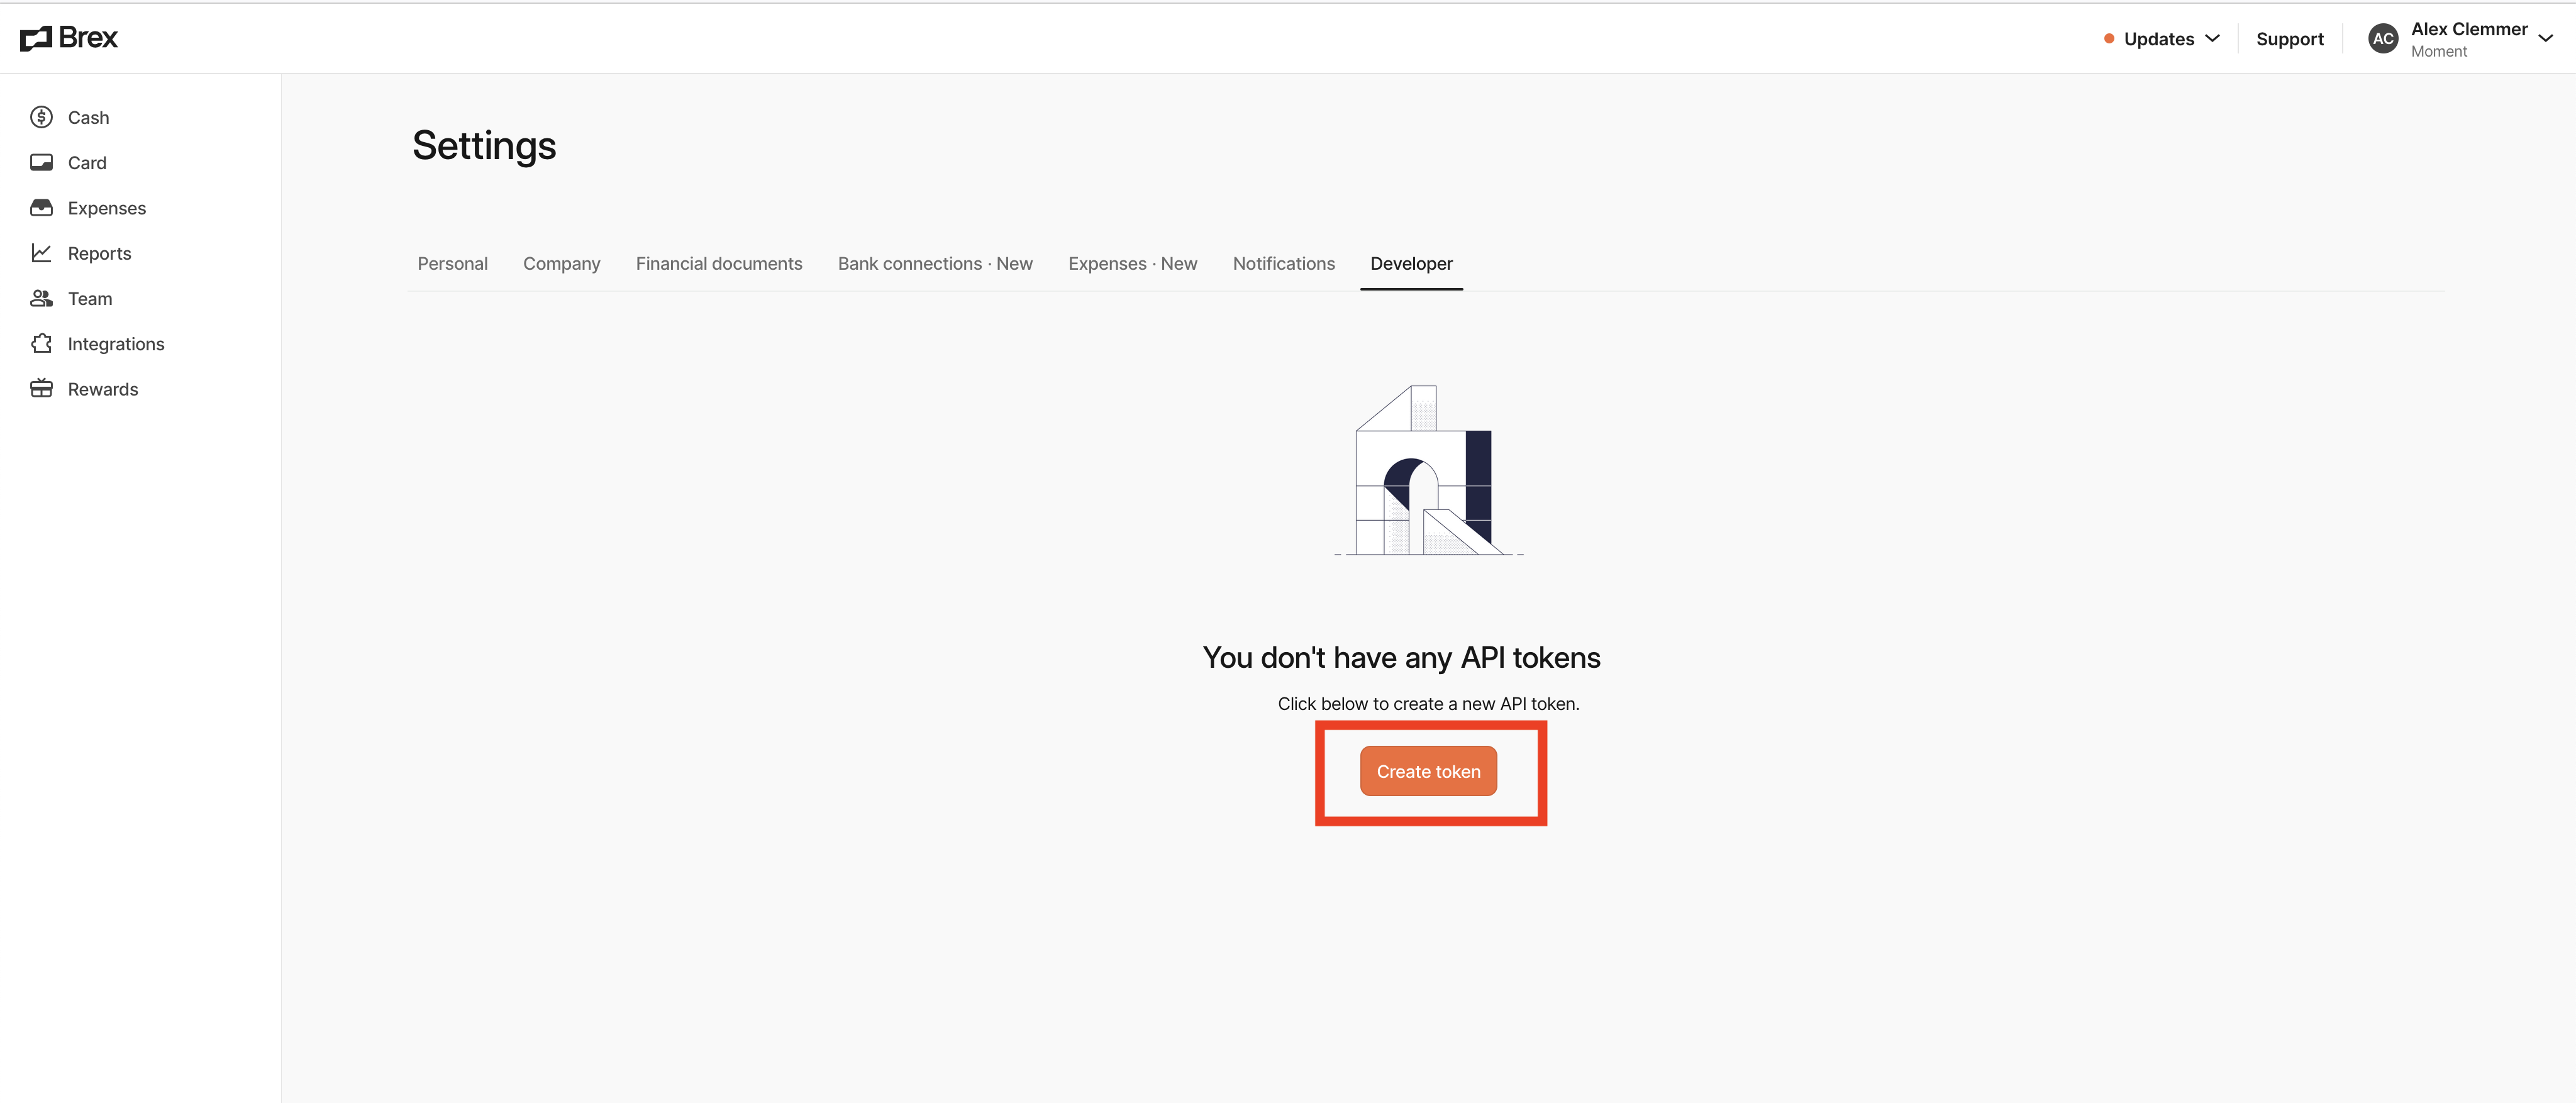 Brex
Updates
Support
AC
Alex Clemmer
Moment
Cash
Card
Expenses
Reports
Team
Integrations
Rewards
Settings
Personal
Company
Financial documents
Bank connections · New
Expenses · New
Notifications
Developer
You don't have any API tokens
Click below to create a new API token.
Create token